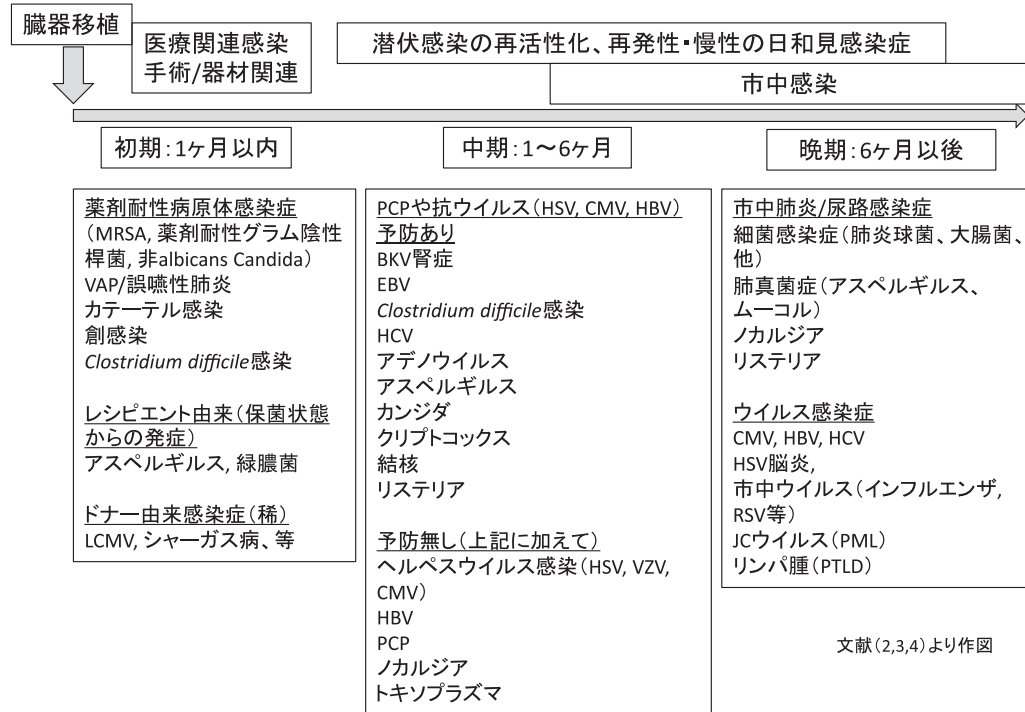 臓器移植
医療関連感染
手術/器材関連
潜伏感染の再活性化、再発性・慢性の日和見感染症
市中感染
初期：1ヶ月以内
中期：1～6ヶ月
晩期：6ヶ月以後
薬剤耐性病原体感染症
（MRSA, 薬剤耐性グラム陰性
桿菌, 非albicans Candida）
VAP/誤嚥性肺炎
カテーテル感染
創感染
Clostridium difficile感染
レシピエント由来（保菌状態
からの発症）
アスペルギルス, 緑膿菌
ドナー由来感染症（稀）
LCMV, シャーガス病、等
PCPや抗ウイルス（HSV, CMV, HBV）
予防あり
BKV腎症
EBV
Clostridium difficile感染
HCV
アデノウイルス
アスペルギルス
カンジダ
クリプトコックス
結核
リステリア
予防無し（上記に加えて）
ヘルペスウイルス感染（HSV, VZV,
CMV）
HBV
PCP
ノカルジア
トキソプラズマ
市中肺炎/尿路感染症
細菌感染症（肺炎球菌、大腸菌、
他）
肺真菌症（アスペルギルス、
ムーコル）
ノカルジア
リステリア
ウイルス感染症
CMV, HBV, HCV
HSV脳炎,
市中ウイルス（インフルエンザ,
RSV等）
JCウイルス（PML）
リンパ腫（PTLD）
文献（2,3,4）より作図